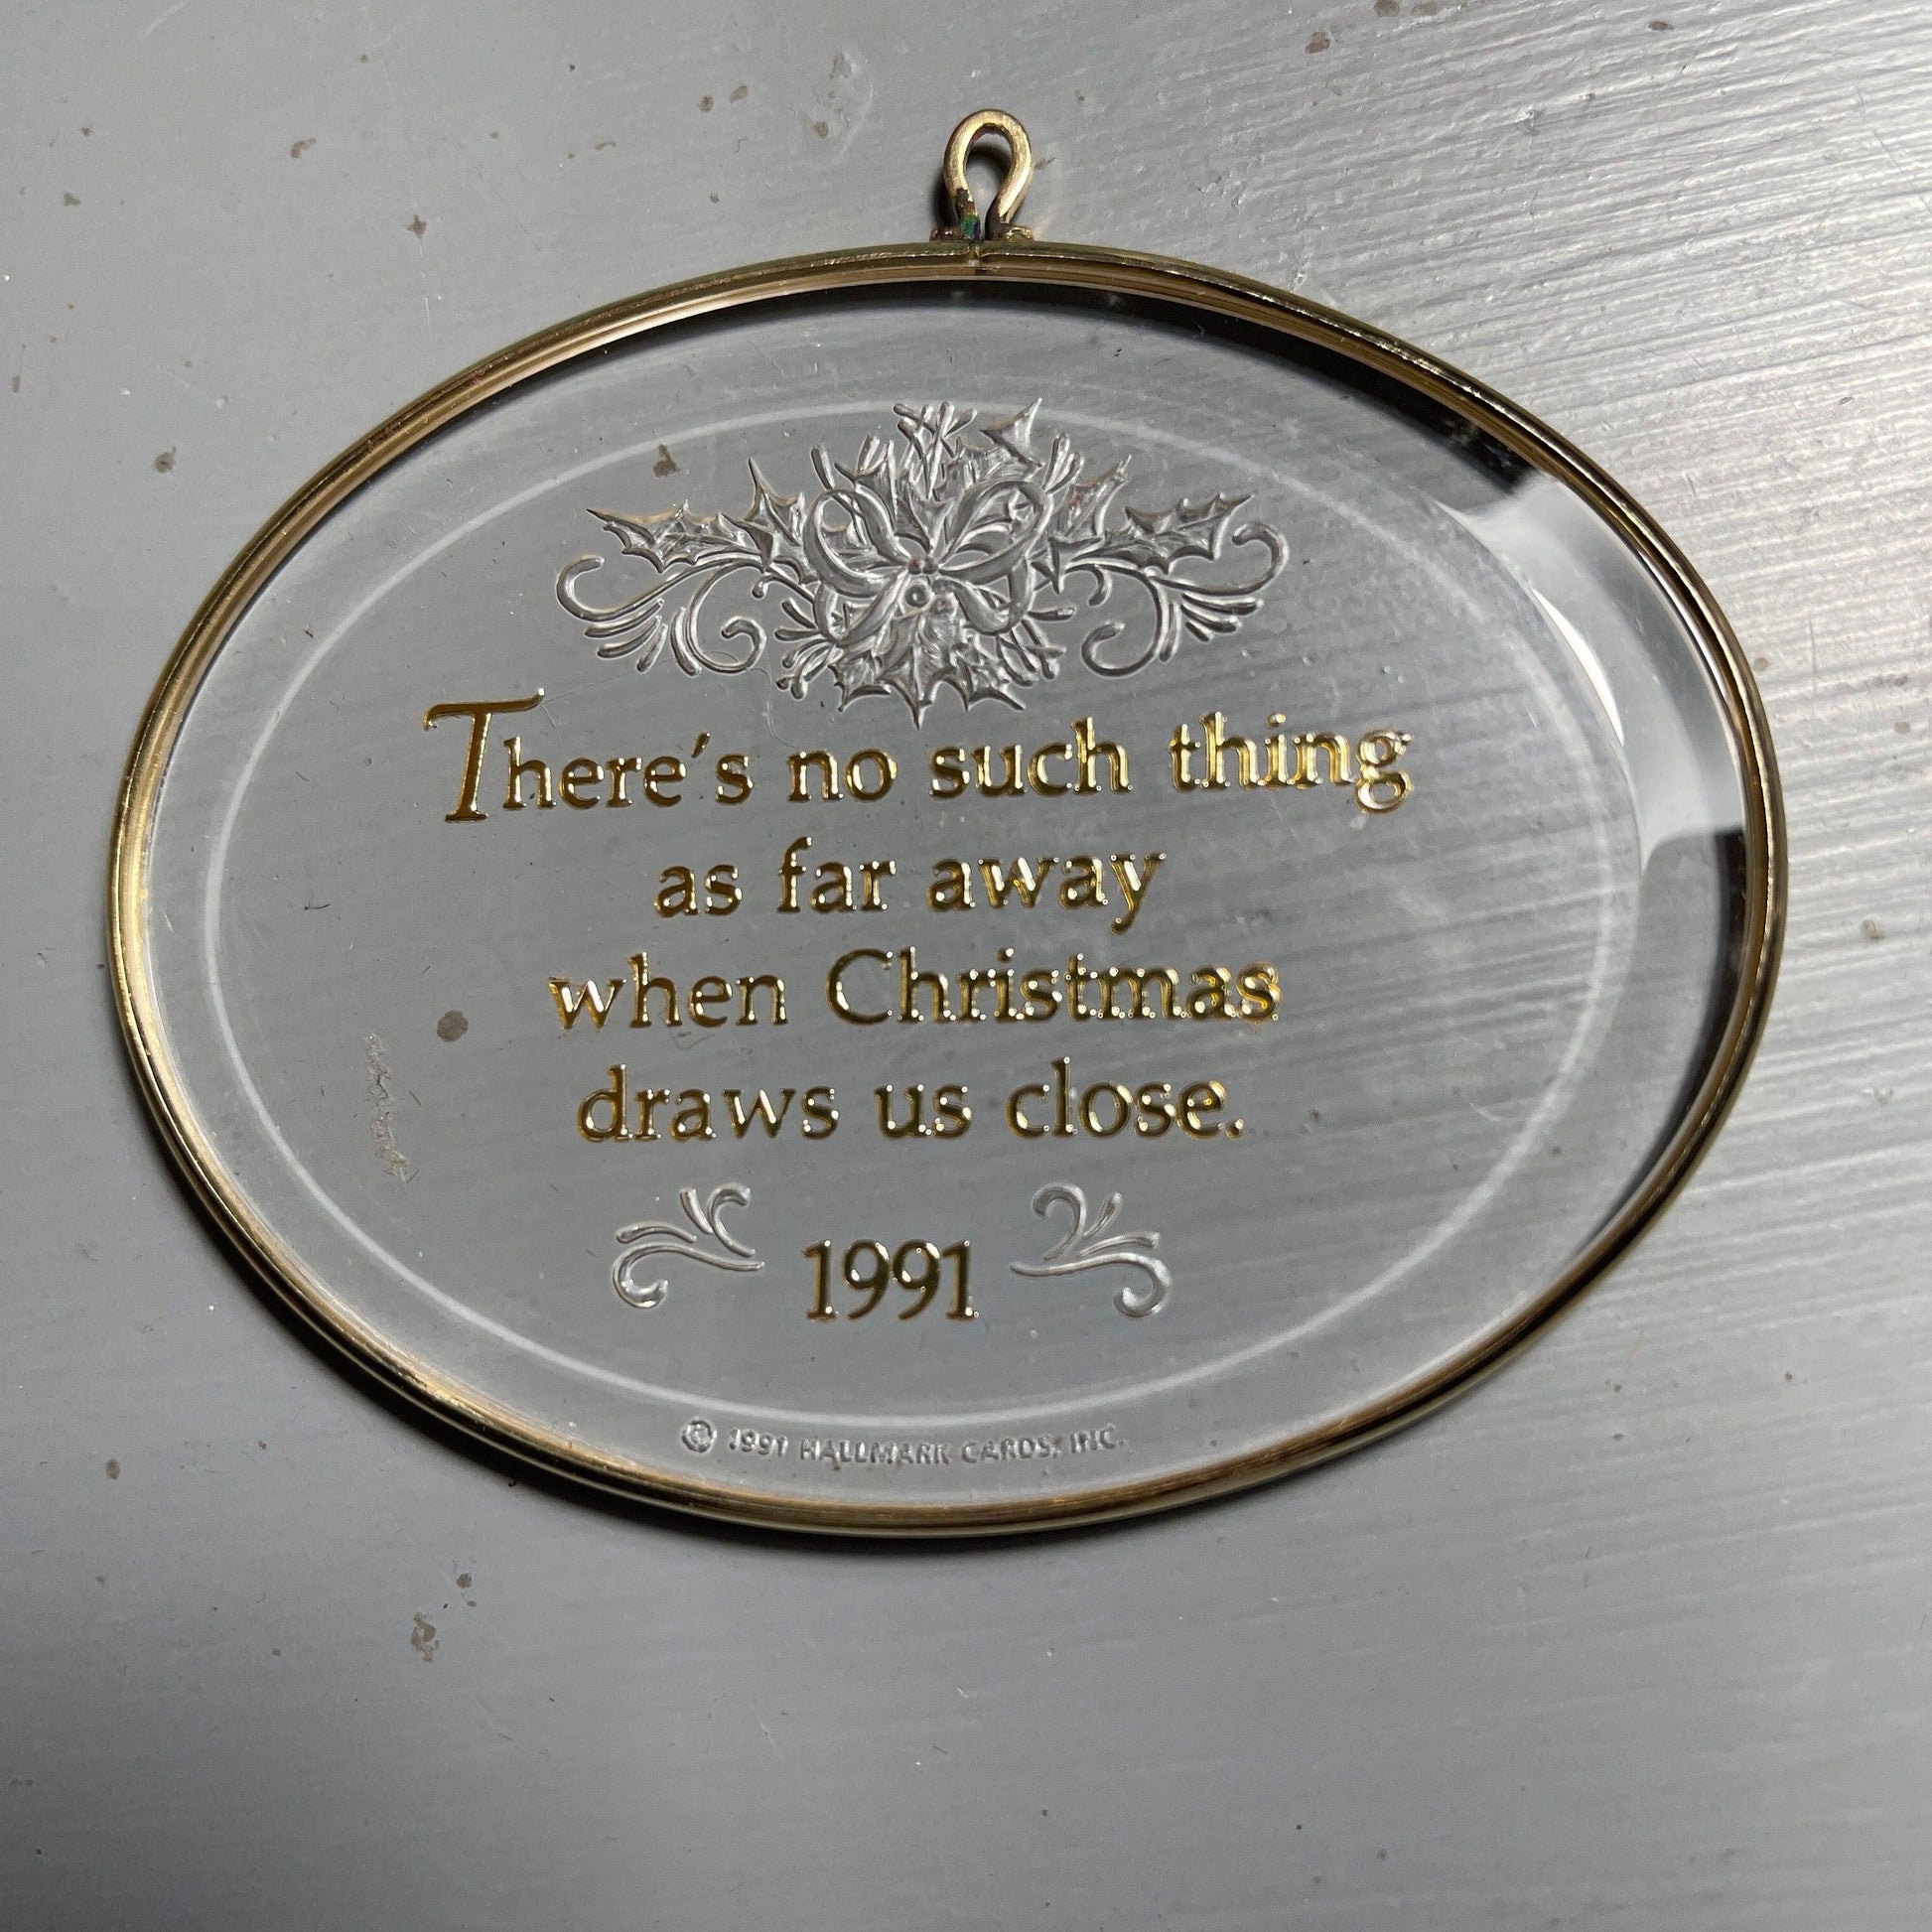 There's no such thing
as far away
when Christmas
draws us close.
1991
© 1991 HALLMARK CARDS, INC.